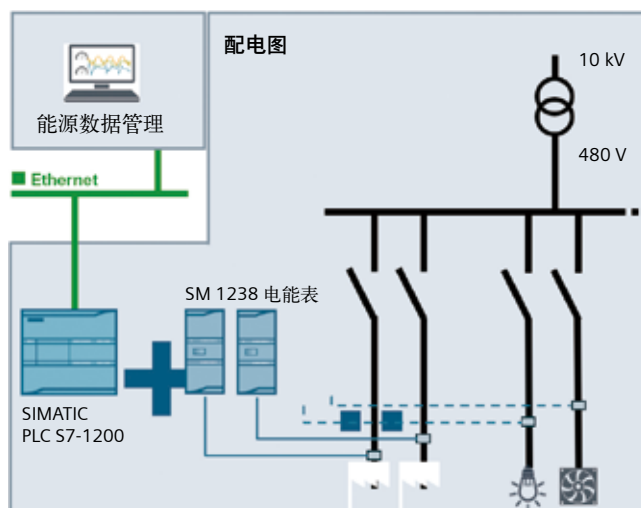 配电图
10 kV
能源数据管理
480 V
Ethernet
SM 1238 电能表
SIMATIC
PLC S7-1200